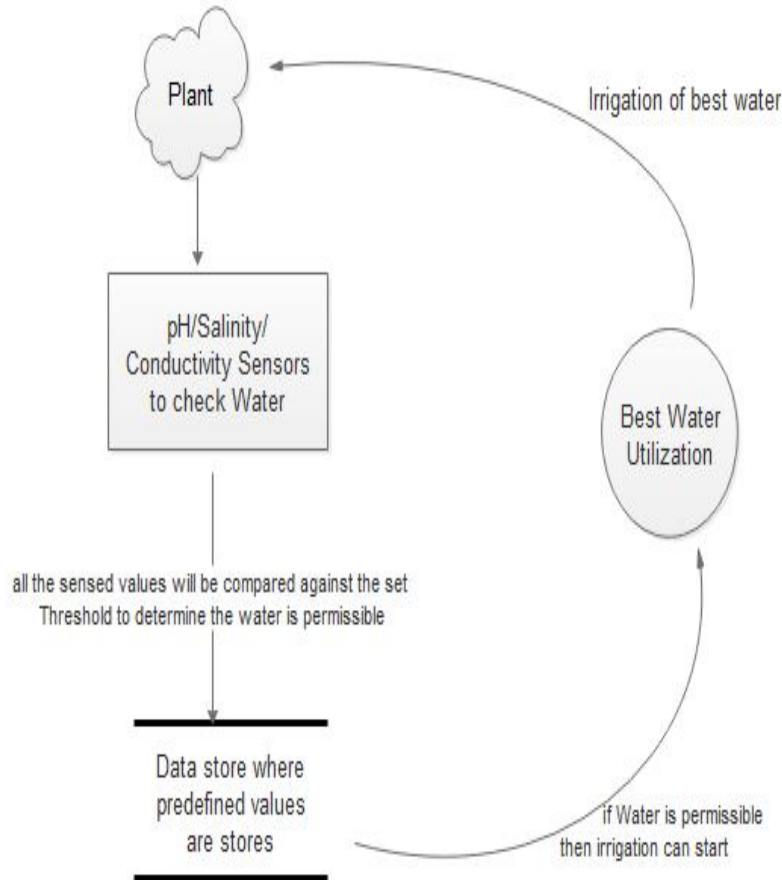 Plant
Irrigation of best water
pH/Salinity/
Conductivity Sensors
to check Water
Best Water
Utilization
all the sensed values will be compared against the set
Threshold to determine the water is permissible
Data store where
predefined values
are stores
if Water is permissible
then irrigation can start